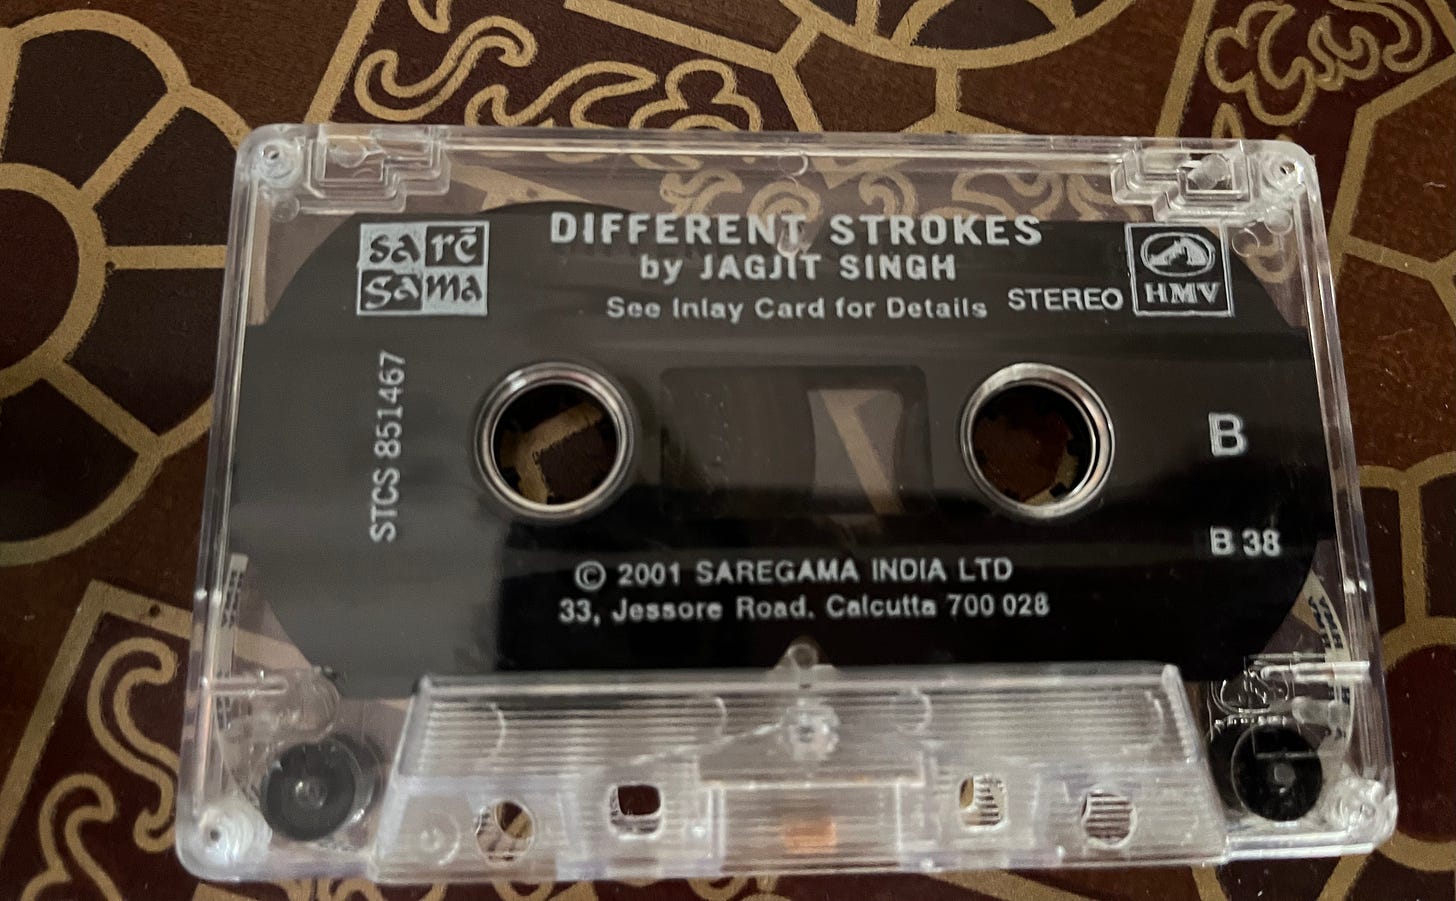 sa rē
sa ma
DIFFERENT STROKES
by JAGJIT SINGH
See Inlay Card for Details
STEREO
HMV
STCS 851467
B
B 38
© 2001 SAREGAMA INDIA LTD
33, Jessore Road. Calcutta 700 028